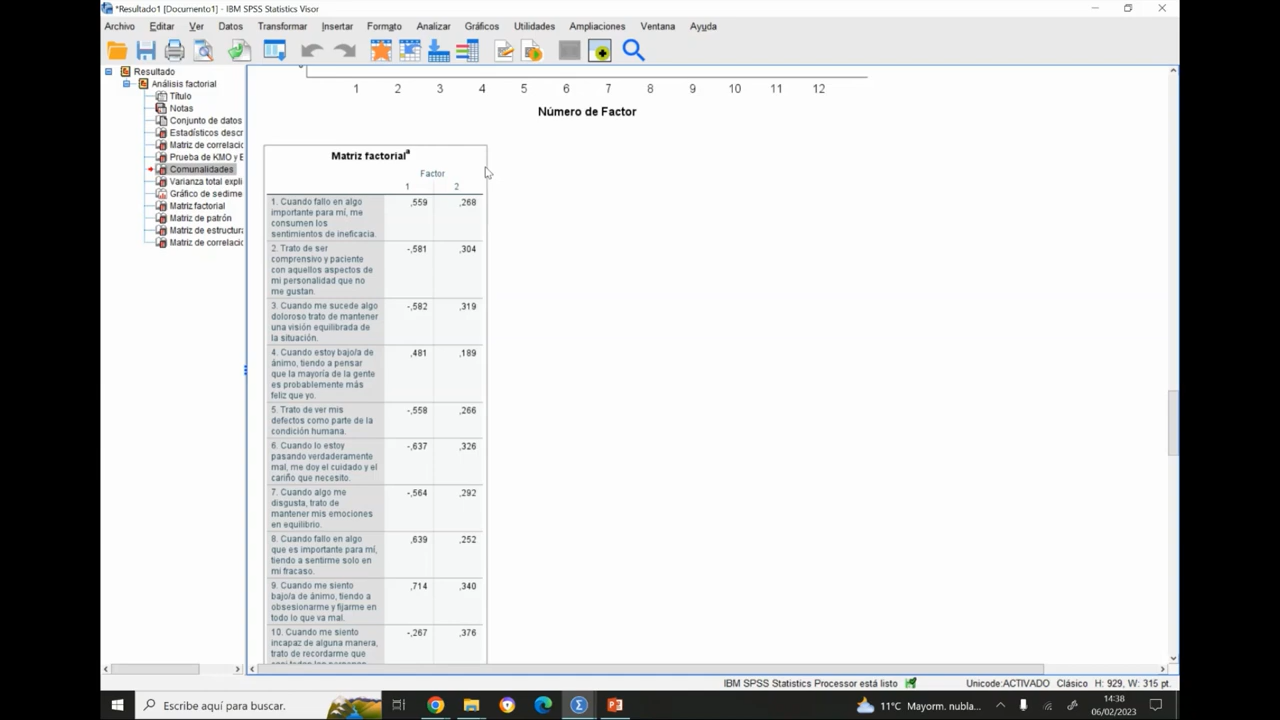 *Resultado1 [Documento1] - IBM SPSS Statistics Visor
Archivo Editar Ver Datos Transformar Insertar Formato Analizar Gráficos Utilidades Ampliaciones Ventana Ayuda
Resultado
Análisis factorial
Título
Notas
Conjunto de datos
Estadísticos descr
Matriz de correlacio
Prueba de KMO y E
Comunalidades
Varianza total expli
Gráfico de sedime
Matriz factorial
Matriz de patrón
Matriz de estructura
Matriz de correlacio
1 2 3 4 5 6 7 8 9 10 11 12
Número de Factor
Matriz factorialª
Factor
1 2
1. Cuando fallo en algo ,559 ,268
importante para mí, me
consumen los
sentimientos de ineficacia.
2. Trato de ser -,581 ,304
comprensivo y paciente
con aquellos aspectos de
mi personalidad que no
me gustan.
3. Cuando me sucede algo -,582 ,319
doloroso trato de mantener
una visión equilibrada de
la situación.
4. Cuando estoy bajo/a de ,481 ,189
ánimo, tiendo a pensar
que la mayoría de la gente
es probablemente más
feliz que yo.
5. Trato de ver mis -,558 ,266
defectos como parte de la
condición humana.
6. Cuando lo estoy -,637 ,326
pasando verdaderamente
mal, me doy el cuidado y el
cariño que necesito.
7. Cuando algo me -,564 ,292
disgusta, trato de
mantener mis emociones
en equilibrio.
8. Cuando fallo en algo ,639 ,252
que es importante para mí,
tiendo a sentirme solo en
mi fracaso.
9. Cuando me siento ,714 ,340
bajo/a de ánimo, tiendo a
obsesionarme y fijarme en
todo lo que va mal.
10. Cuando me siento -,267 ,376
incapaz de alguna manera,
trato de recordarme que
IBM SPSS Statistics Processor está listo Unicode:ACTIVADO Clásico H: 929, W: 315 pt.
Escribe aquí para buscar. 11°C Mayorm. nubla... 14:38
06/02/2023